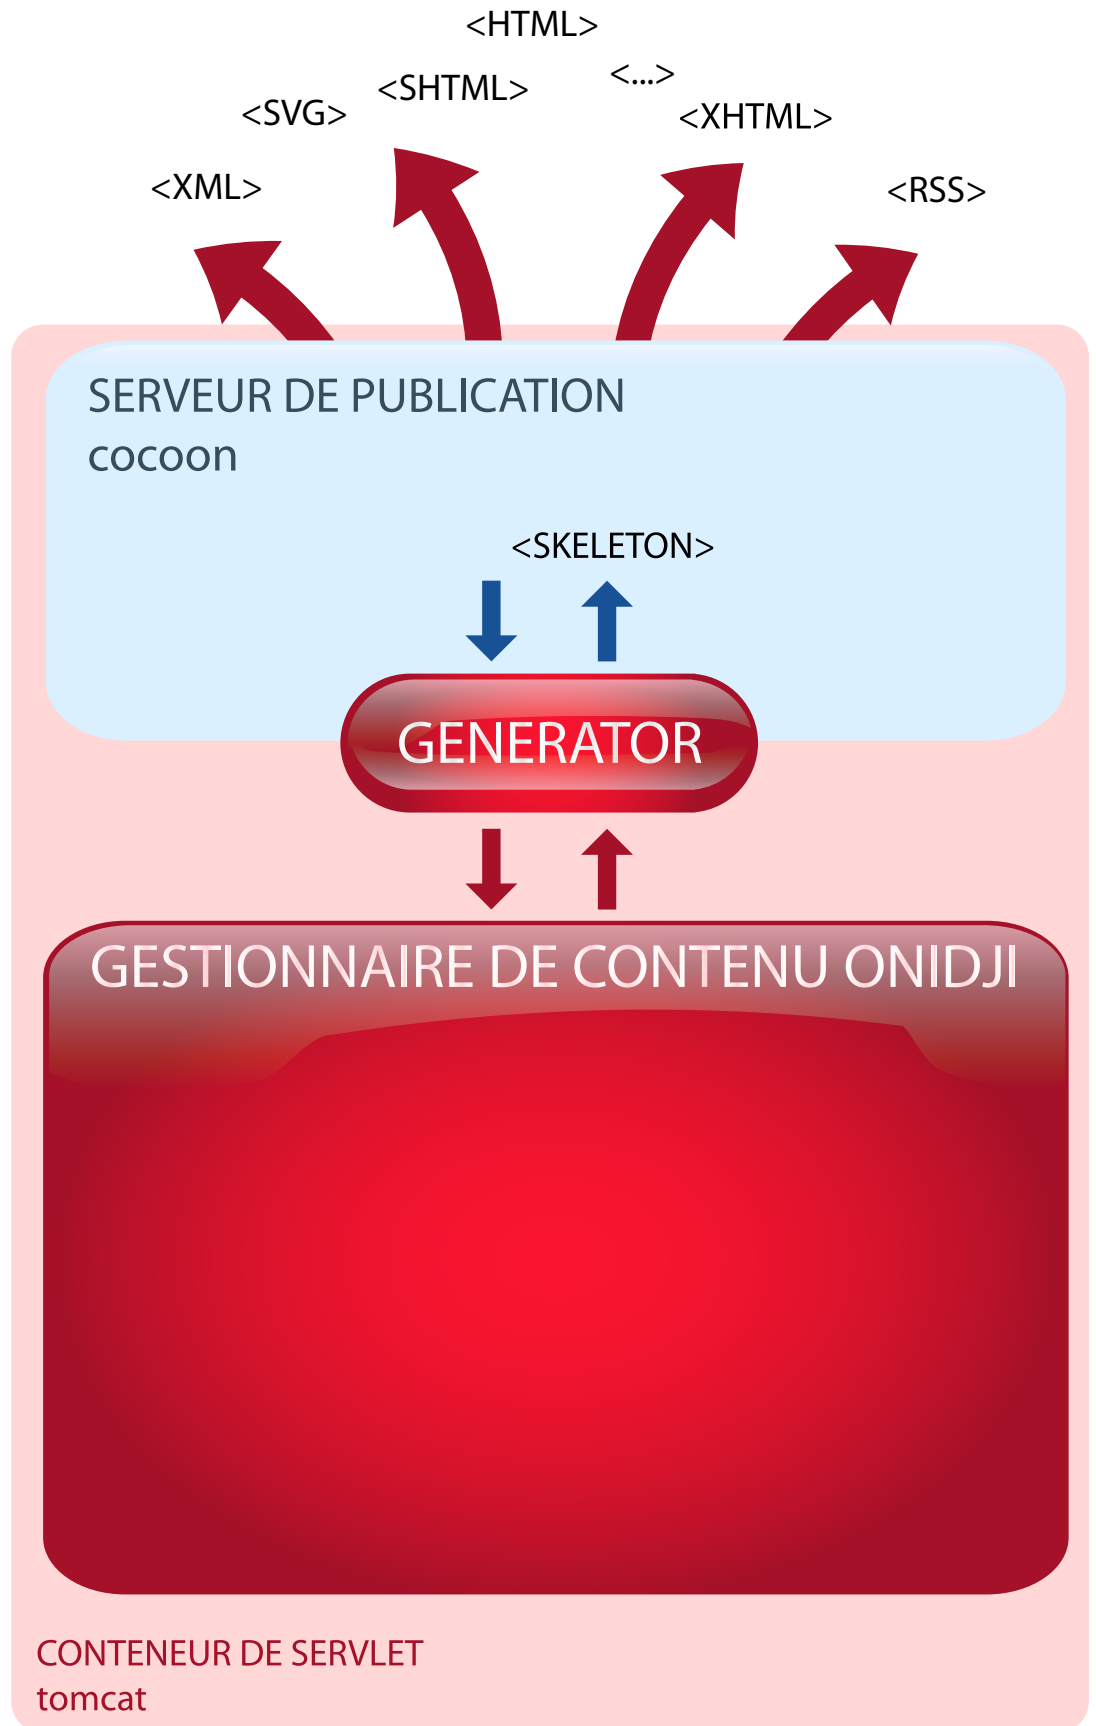 <HTML>
<...>
<SHTML>
<SVG>
<XHTML>
<XML>
<RSS>
SERVEUR DE PUBLICATION
cocoon
<SKELETON>
GENERATOR
GESTIONNAIRE DE CONTENU ONIDJI
CONTENEUR DE SERVLET
tomcat